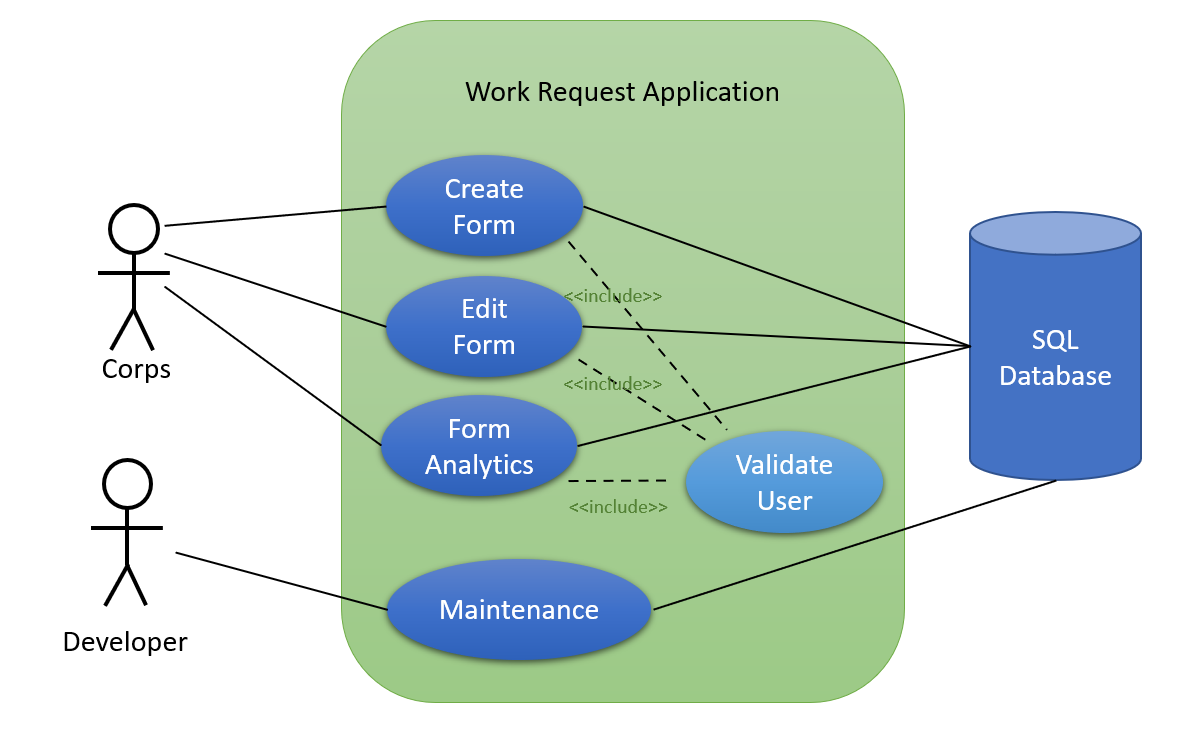 Work Request Application
Create
Form
<<include>>
Edit
Form
SQL
Database
Corps
<<include>>
Form
Analytics
Validate
User
<<include>>
Maintenance
Developer